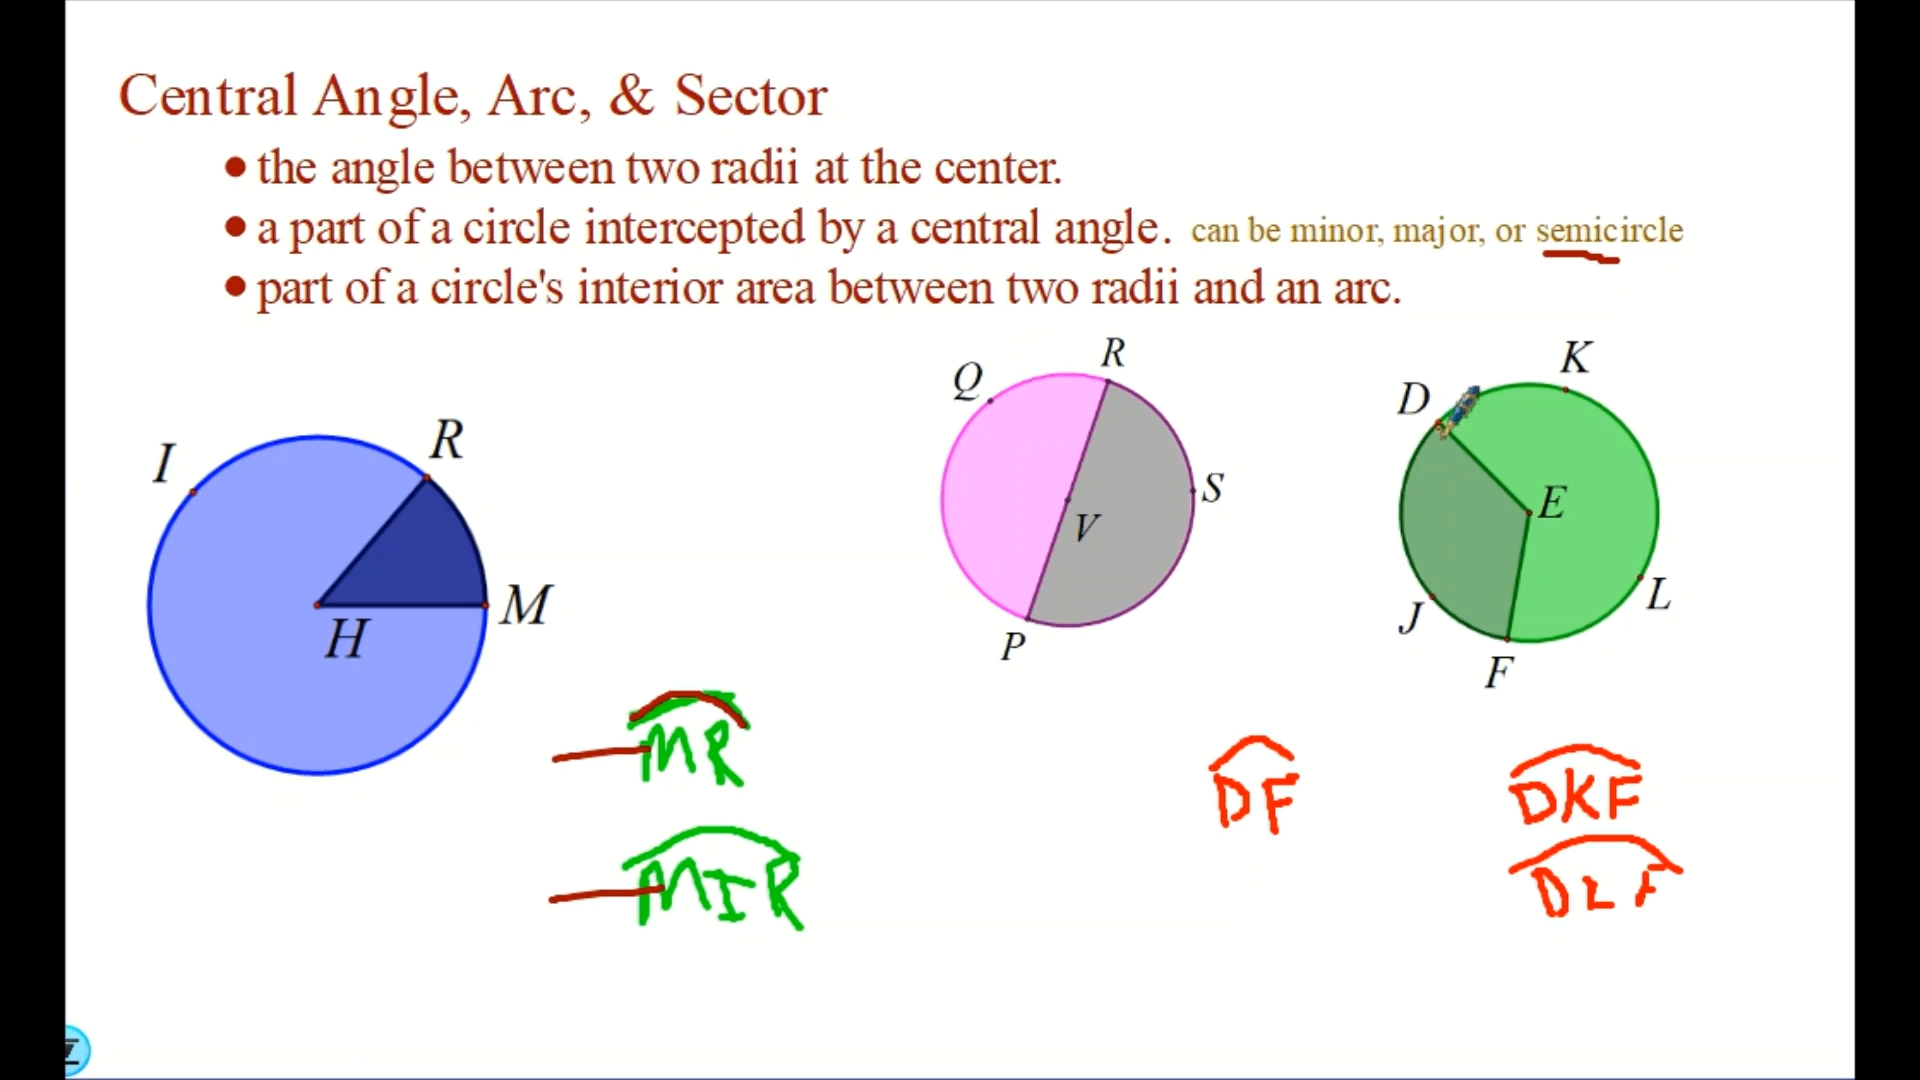 Central Angle, Arc, & Sector
• the angle between two radii at the center.
• a part of a circle intercepted by a central angle. can be minor, major, or semicircle
• part of a circle's interior area between two radii and an arc.
I
R
H
M
Q
R
S
V
P
D
K
E
L
J
F
MR
MIR
DF
DKF
DLF